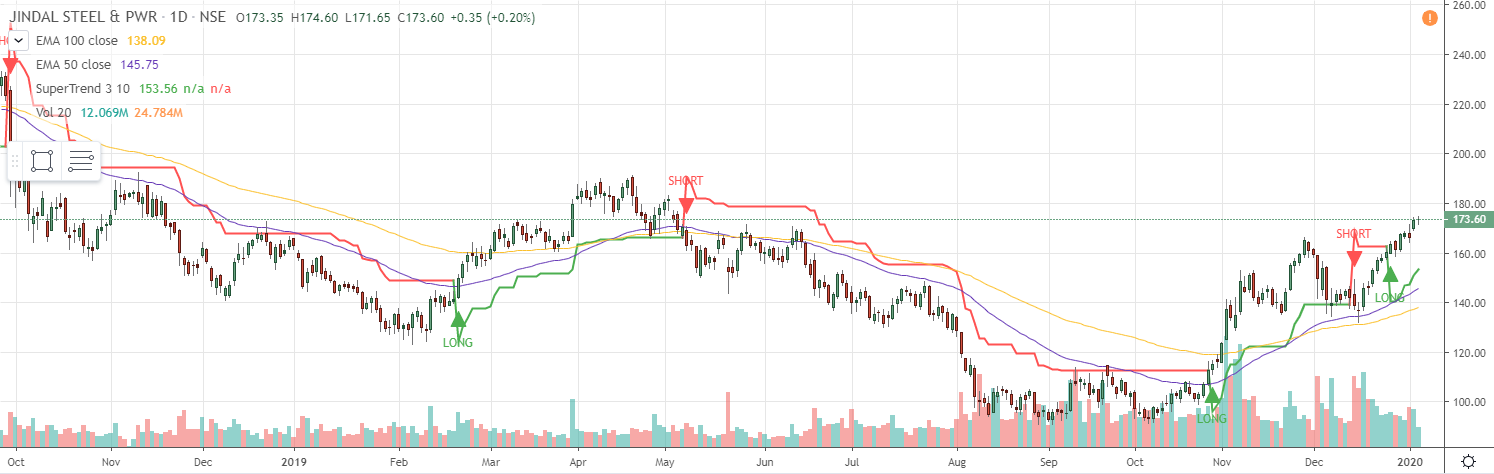 JINDAL STEEL & PWR · 1D · NSE O173.35 H174.60 L171.65 C173.60 +0.35 (+0.20%)
EMA 100 close 138.09
EMA 50 close 145.75
SuperTrend 3 10 153.56 n/a n/a
Vol 20 12.069M 24.784M
260.00
240.00
220.00
200.00
180.00
173.60
160.00
140.00
120.00
100.00
SHORT
SHORT
LONG
LONG
LONG
Oct Nov Dec 2019 Feb Mar Apr May Jun Jul Aug Sep Oct Nov Dec 2020